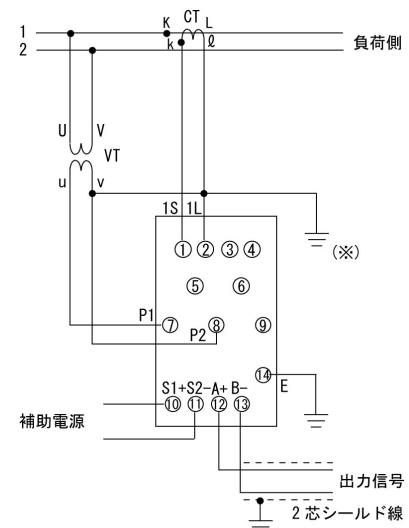 CT
K L
1
2
k ℓ
負荷側
U V
VT
u v
1S 1L
(※)
① ② ③ ④
⑤ ⑥
P1
⑦ ⑧ ⑨
P2
⑭ E
S1+S2-A+ B-
⑩ ⑪ ⑫ ⑬
補助電源
出力信号
2芯シールド線